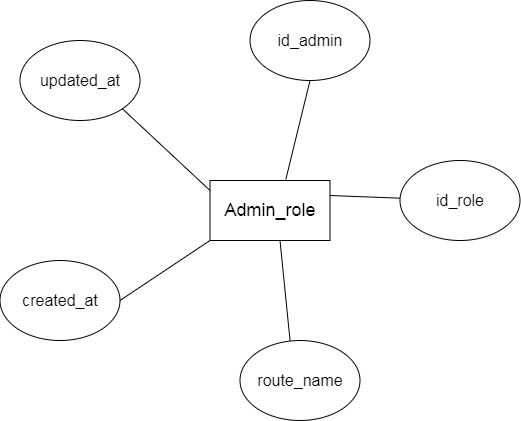 id_admin
updated_at
Admin_role
id_role
created_at
route_name